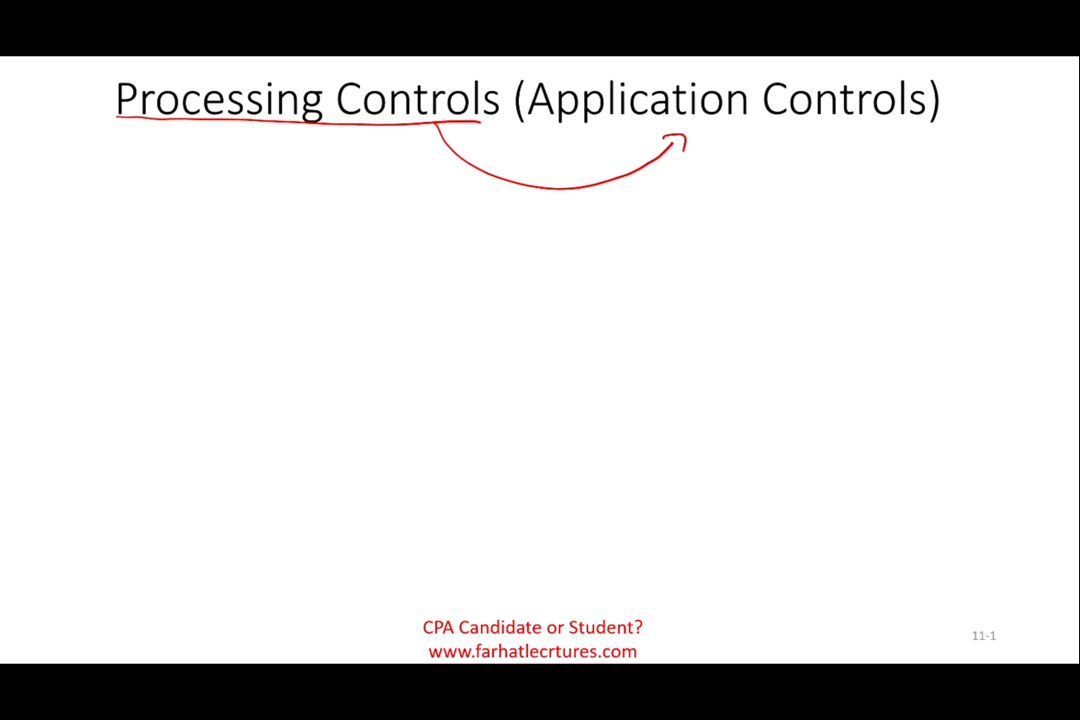 Processing Controls (Application Controls)
CPA Candidate or Student?
www.farhatlecrtures.com
11-1